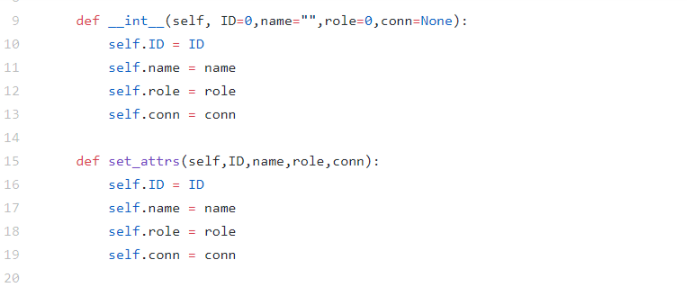 9 def __int__(self, ID=0,name="",role=0,conn=None):
10 self.ID = ID
11 self.name = name
12 self.role = role
13 self.conn = conn
14
15 def set_attrs(self,ID,name,role,conn):
16 self.ID = ID
17 self.name = name
18 self.role = role
19 self.conn = conn
20